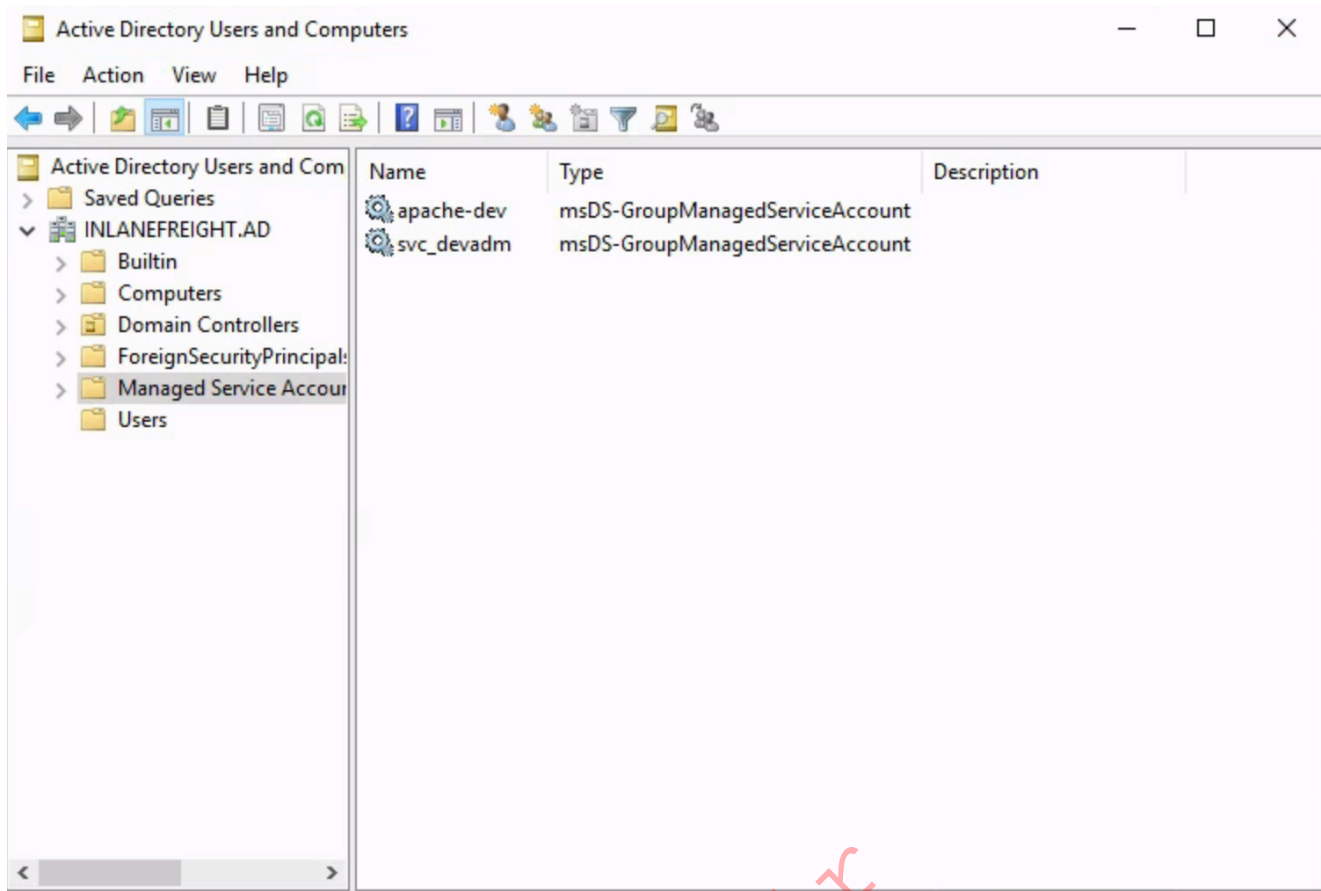 Active Directory Users and Computers
File Action View Help
Active Directory Users and Com
Saved Queries
INLANEFREIGHT.AD
Builtin
Computers
Domain Controllers
ForeignSecurityPrincipals
Managed Service Accour
Users
Name Type Description
apache-dev msDS-GroupManagedServiceAccount
svc_devadm msDS-GroupManagedServiceAccount